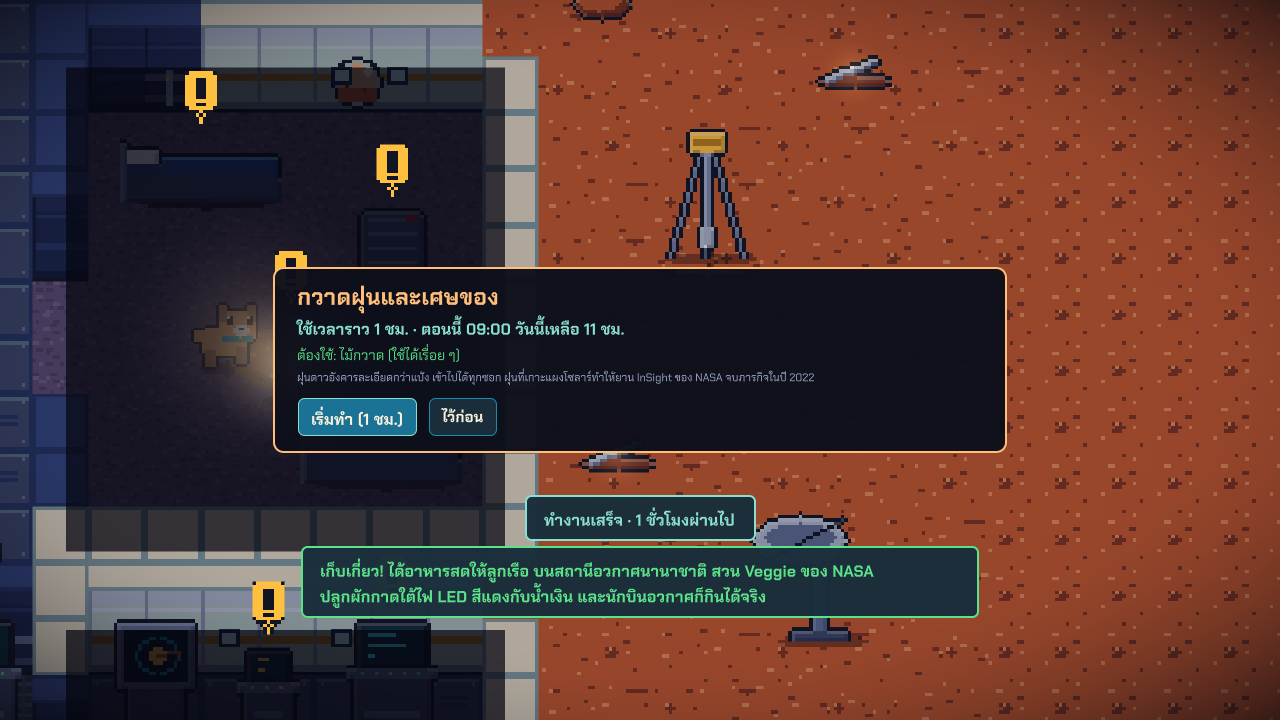 กวาดฝุ่นและเศษของ
ใช้เวลาราว 1 ชม. · ตอนนี้ 09:00 วันนี้เหลือ 11 ชม.
ต้องใช้: ไม้กวาด (ใช้ได้เรื่อย ๆ)
ฝุ่นดาวอังคารละเอียดกว่าแป้ง เข้าไปได้ทุกซอก ฝุ่นที่เกาะแผงโซลาร์ทำให้ยาน InSight ของ NASA จบภารกิจในปี 2022
เริ่มทำ (1 ชม.)
ไว้ก่อน
ทำงานเสร็จ · 1 ชั่วโมงผ่านไป
เก็บเกี่ยว! ได้อาหารสดให้ลูกเรือ บนสถานีอวกาศนานาชาติ สวน Veggie ของ NASA
ปลูกผักกาดใต้ไฟ LED สีแดงกับน้ำเงิน และนักบินอวกาศก็กินได้จริง